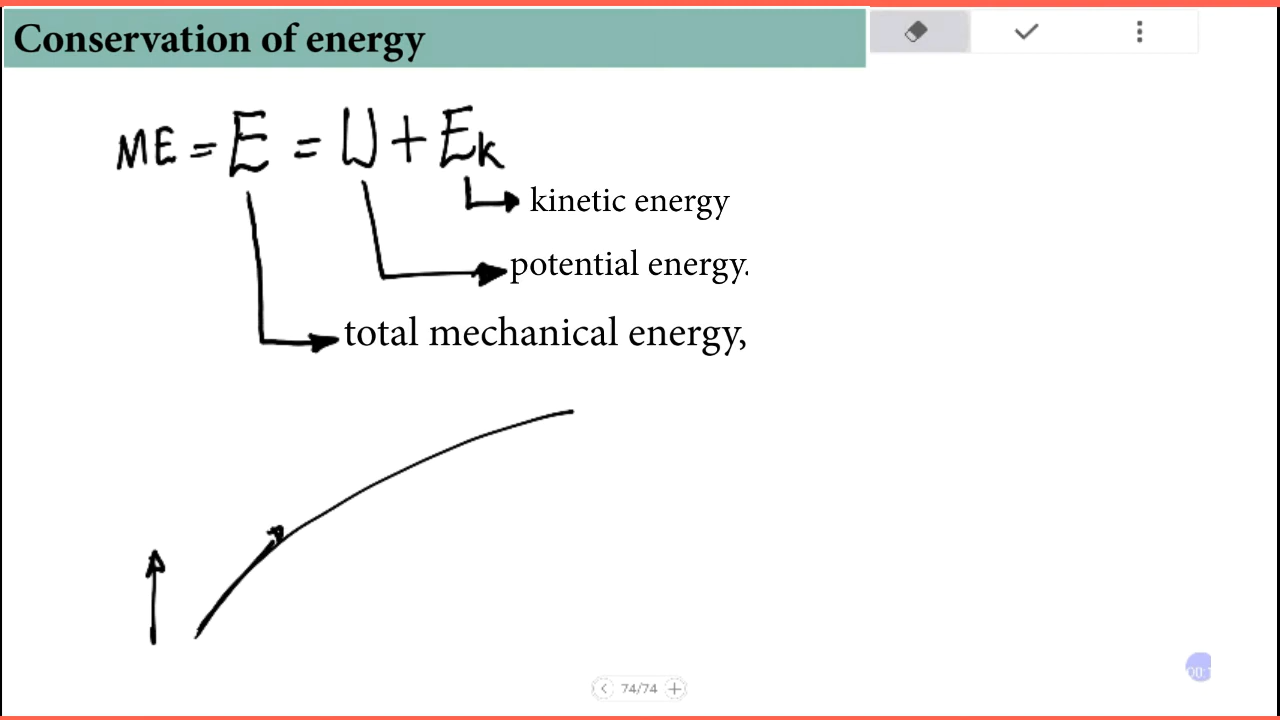 Conservation of energy
ME = E = U + Ek
kinetic energy
potential energy.
total mechanical energy,
74/74